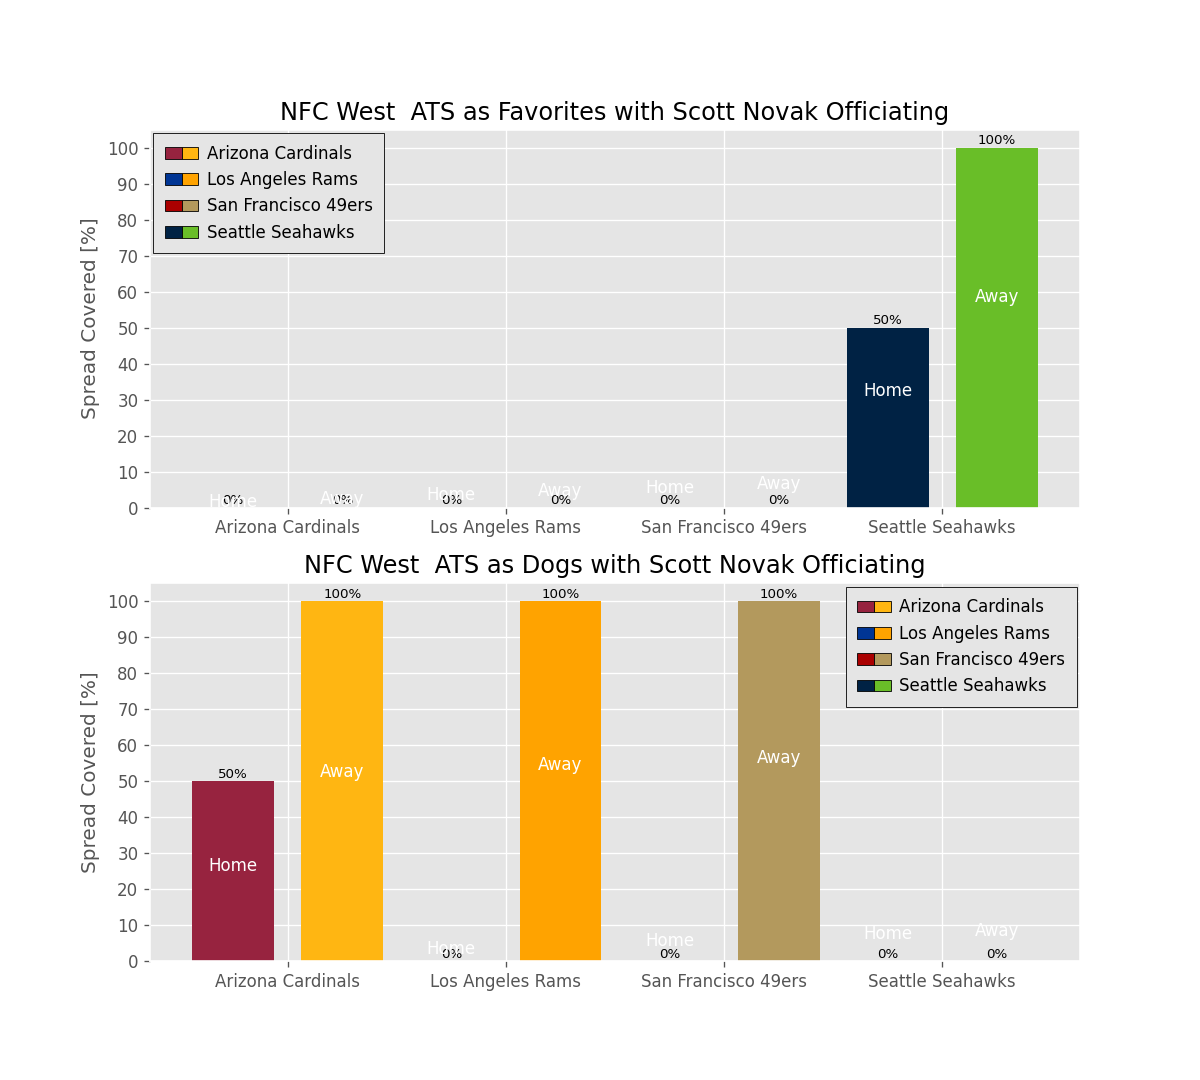 NFC West  ATS as Favorites with Scott Novak Officiating
Spread Covered [%]
100
90
80
70
60
50
40
30
20
10
0
Arizona Cardinals
Los Angeles Rams
San Francisco 49ers
Seattle Seahawks
0%
Home
0%
Away
0%
Home
0%
Away
0%
Home
0%
Away
50%
Home
100%
Away
Arizona Cardinals
Los Angeles Rams
San Francisco 49ers
Seattle Seahawks
NFC West  ATS as Dogs with Scott Novak Officiating
Spread Covered [%]
100
90
80
70
60
50
40
30
20
10
0
50%
Home
100%
Away
0%
Home
100%
Away
0%
Home
100%
Away
0%
Home
0%
Away
Arizona Cardinals
Los Angeles Rams
San Francisco 49ers
Seattle Seahawks
Arizona Cardinals
Los Angeles Rams
San Francisco 49ers
Seattle Seahawks